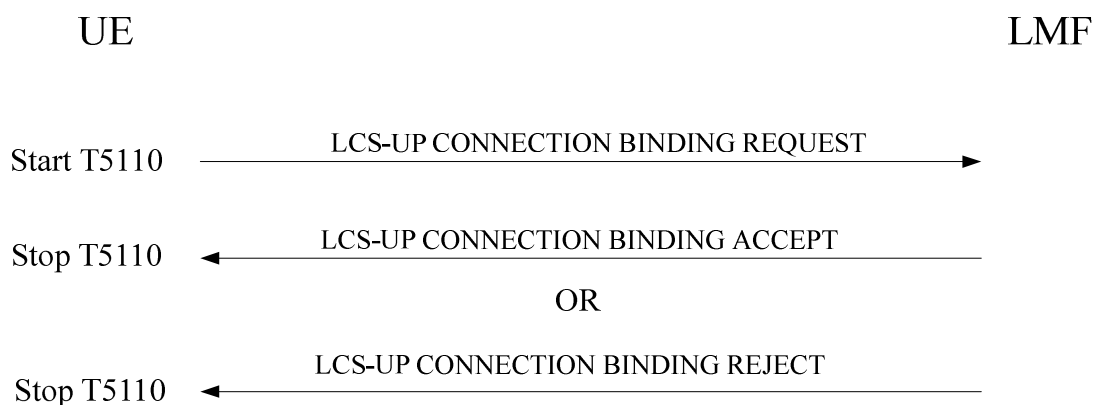 UE LMF
LCS-UP CONNECTION BINDING REQUEST
Start T5110
LCS-UP CONNECTION BINDING ACCEPT
Stop T5110
OR
LCS-UP CONNECTION BINDING REJECT
Stop T5110